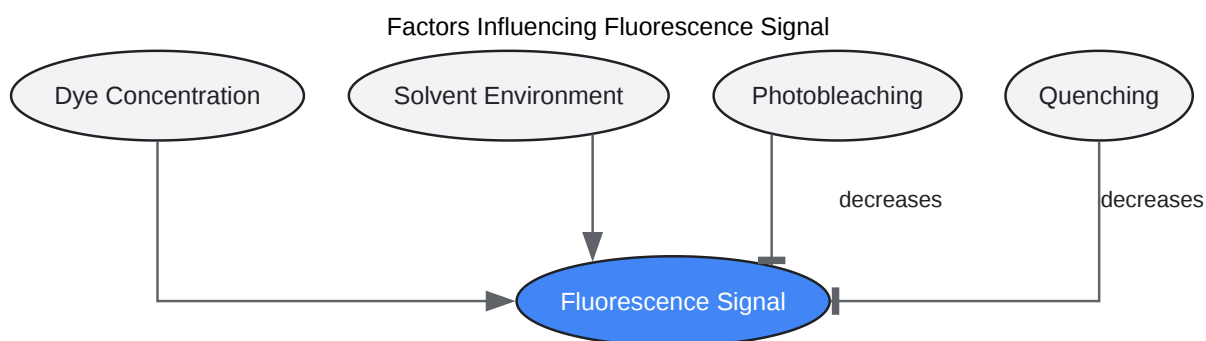 Factors Influencing Fluorescence Signal
Dye Concentration
Solvent Environment
Photobleaching
Quenching
decreases
decreases
Fluorescence Signal